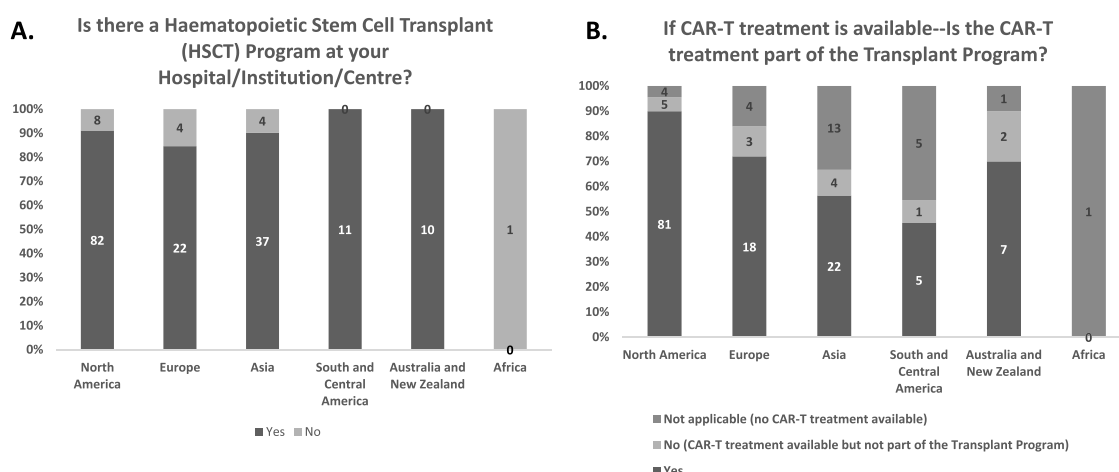 A.
Is there a Haematopoietic Stem Cell Transplant
(HSCT) Program at your
Hospital/Institution/Centre?
100%
90%
80%
70%
60%
50%
40%
30%
20%
10%
0%
8
4
4
0
0
82
22
37
11
10
1
0
North
America
Europe
Asia
South and
Central
America
Australia and
New Zealand
Africa
Yes
No
B.
If CAR-T treatment is available--Is the CAR-T
treatment part of the Transplant Program?
100%
90%
80%
70%
60%
50%
40%
30%
20%
10%
0%
4
5
81
4
3
18
13
4
22
5
1
5
1
2
7
1
0
North America
Europe
Asia
South and
Central
America
Australia and
New Zealand
Africa
Not applicable (no CAR-T treatment available)
No (CAR-T treatment available but not part of the Transplant Program)
Yes